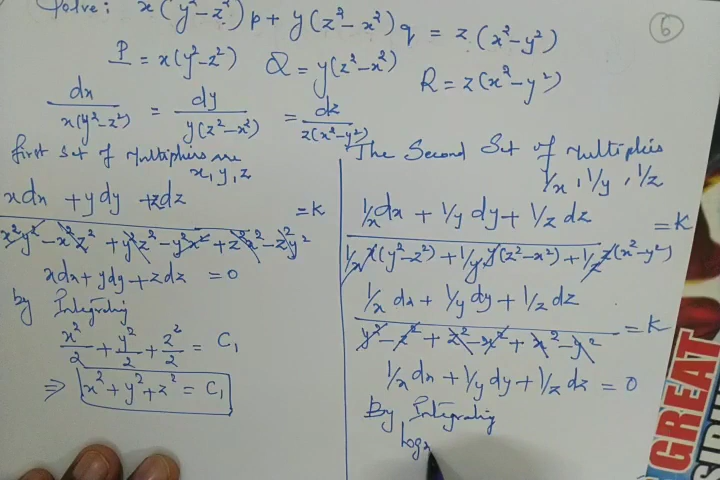 Solve: x(y²-z²)p + y(z²-x²)q = z(x²-y²)
6
P = x(y²-z²) Q = y(z²-x²) R = z(x²-y²)
dx/x(y²-z²) = dy/y(z²-x²) = dz/z(x²-y²)
first set of multipliers are
x, y, z
xdx + ydy + zdz / x²y²-x²z²+y²z²-y²x²+z²x²-z²y² = K
xdx + ydy + zdz = 0
by Integrating
x²/2 + y²/2 + z²/2 = C₁
⇒ x² + y² + z² = C₁
The Second Set of multipliers
1/x, 1/y, 1/z
1/x dx + 1/y dy + 1/z dz / 1/x x(y²-z²) + 1/y y(z²-x²) + 1/z z(x²-y²) = K
1/x dx + 1/y dy + 1/z dz / y²-z²+z²-x²+x²-y² = K
1/x dx + 1/y dy + 1/z dz = 0
By Integrating
logx
GREAT